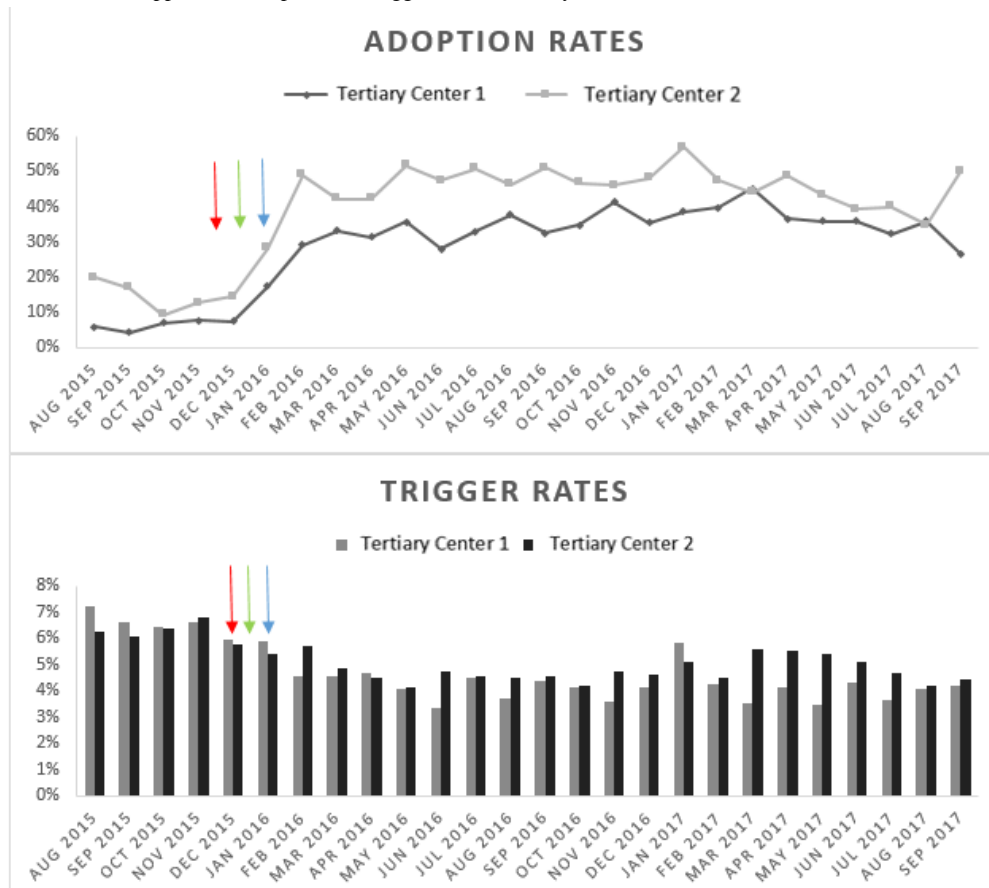 ADOPTION RATES
Tertiary Center 1 Tertiary Center 2
60%
50%
40%
30%
20%
10%
0%
AUG 2015
SEP 2015
OCT 2015
NOV 2015
DEC 2015
JAN 2016
FEB 2016
MAR 2016
APR 2016
MAY 2016
JUN 2016
JUL 2016
AUG 2016
SEP 2016
OCT 2016
NOV 2016
DEC 2016
JAN 2017
FEB 2017
MAR 2017
APR 2017
MAY 2017
JUN 2017
JUL 2017
AUG 2017
SEP 2017
TRIGGER RATES
Tertiary Center 1 Tertiary Center 2
8%
7%
6%
5%
4%
3%
2%
1%
0%
AUG 2015
SEP 2015
OCT 2015
NOV 2015
DEC 2015
JAN 2016
FEB 2016
MAR 2016
APR 2016
MAY 2016
JUN 2016
JUL 2016
AUG 2016
SEP 2016
OCT 2016
NOV 2016
DEC 2016
JAN 2017
FEB 2017
MAR 2017
APR 2017
MAY 2017
JUN 2017
JUL 2017
AUG 2017
SEP 2017